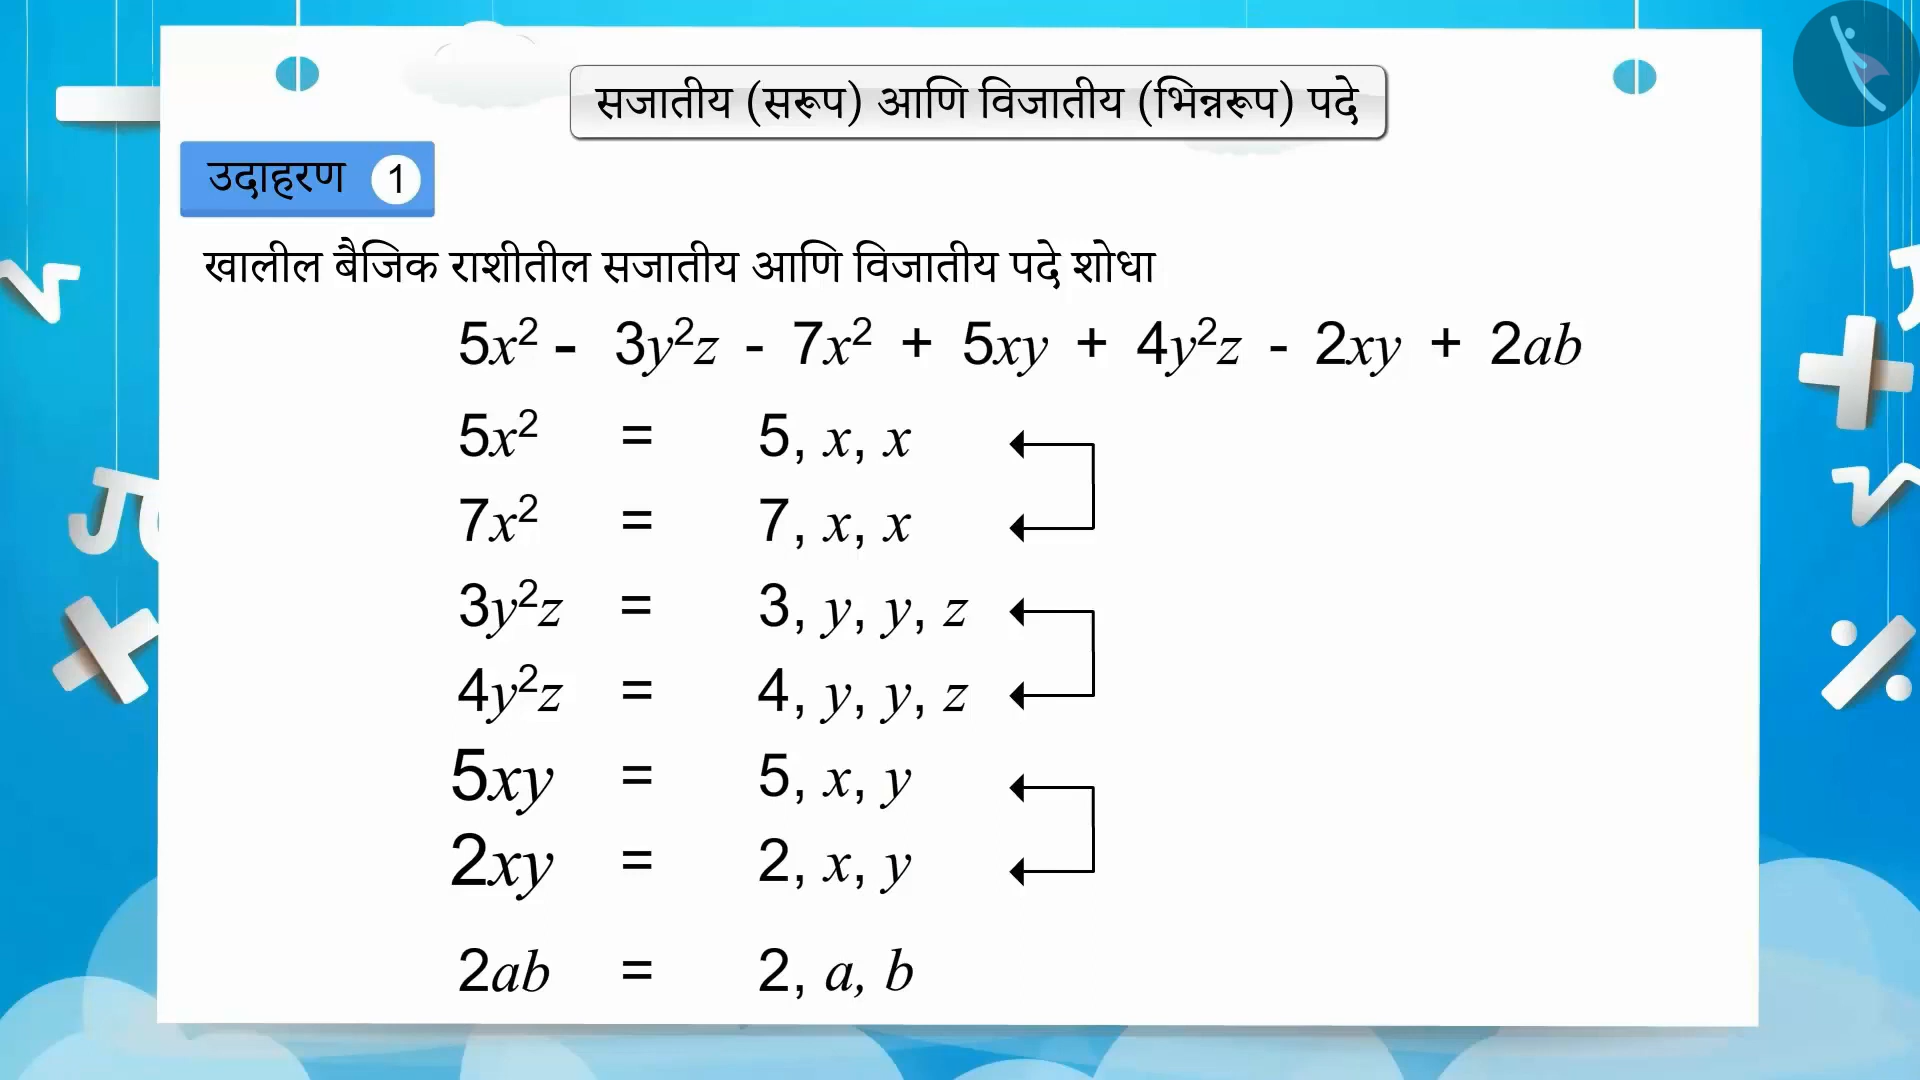 सजातीय (सरूप) आणि विजातीय (भिन्नरूप) पदे
उदाहरण 1
खालील बैजिक राशीतील सजातीय आणि विजातीय पदे शोधा
5x² - 3y²z - 7x² + 5xy + 4y²z - 2xy + 2ab
5x² = 5, x, x
7x² = 7, x, x
3y²z = 3, y, y, z
4y²z = 4, y, y, z
5xy = 5, x, y
2xy = 2, x, y
2ab = 2, a, b